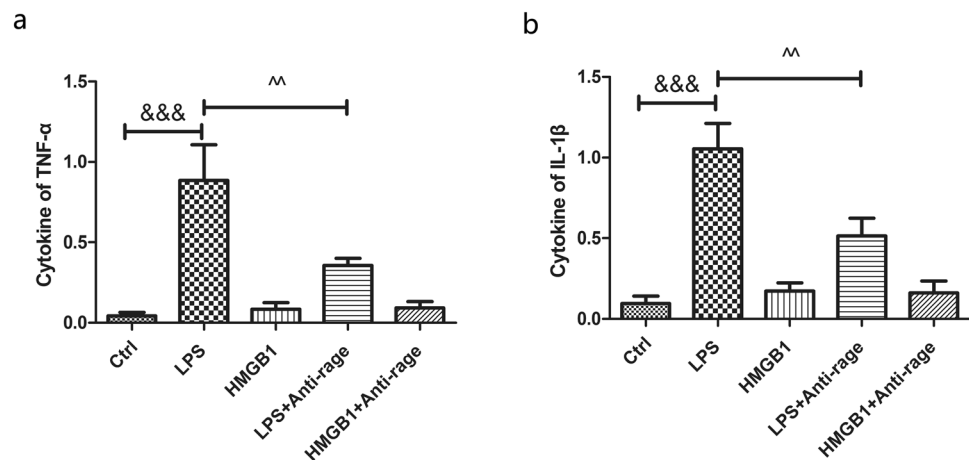 a
^^
&&&
1.5
1.0
0.5
0.0
Cytokine of TNF-α
Ctrl
LPS
HMGB1
LPS+Anti-rage
HMGB1+Anti-rage
b
^^
&&&
1.5
1.0
0.5
0.0
Cytokine of IL-1β
Ctrl
LPS
HMGB1
LPS+Anti-rage
HMGB1+Anti-rage